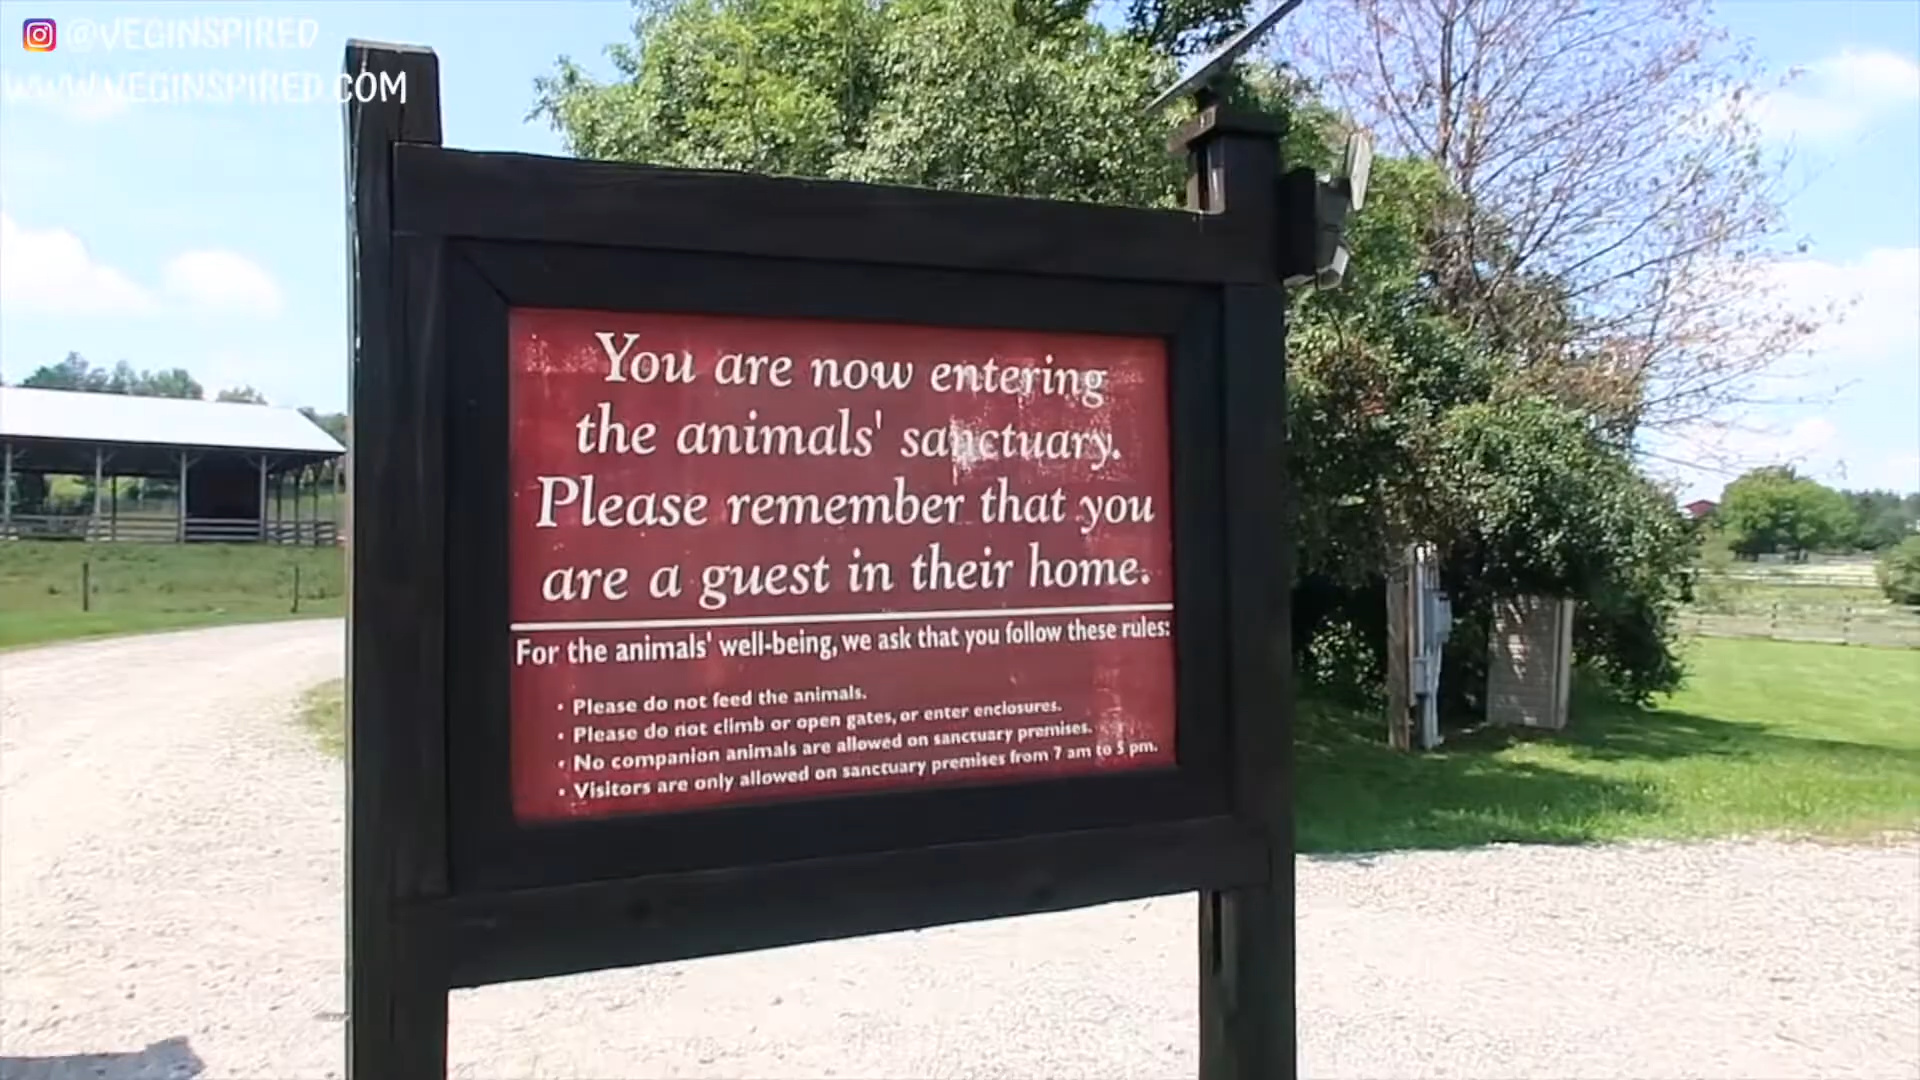 @VEGINSPIRED
WWW.VEGINSPIRED.COM
You are now entering
the animals' sanctuary.
Please remember that you
are a guest in their home.
For the animals' well-being, we ask that you follow these rules:
• Please do not feed the animals.
• Please do not climb or open gates, or enter enclosures.
• No companion animals are allowed on sanctuary premises.
• Visitors are only allowed on sanctuary premises from 7 am to 5 pm.